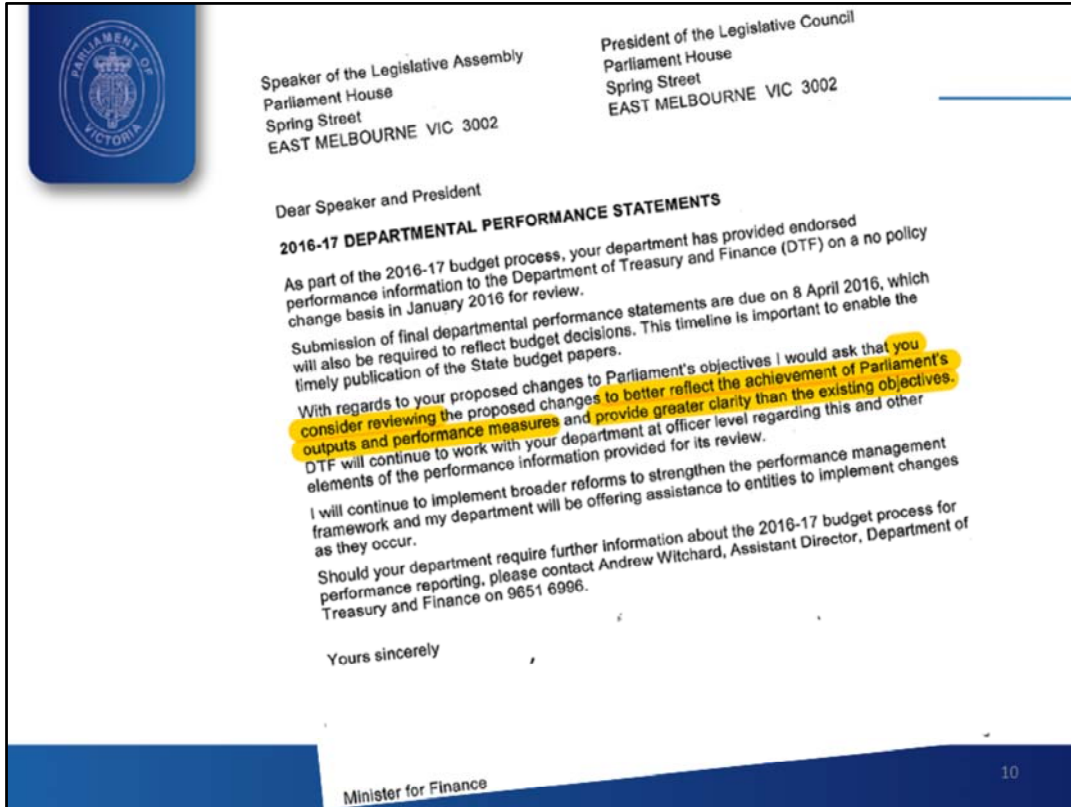 PARLIAMENT OF
VICTORIA
Speaker of the Legislative Assembly
Parliament House
Spring Street
EAST MELBOURNE VIC 3002
President of the Legislative Council
Parliament House
Spring Street
EAST MELBOURNE VIC 3002
Dear Speaker and President
2016-17 DEPARTMENTAL PERFORMANCE STATEMENTS
As part of the 2016-17 budget process, your department has provided endorsed
performance information to the Department of Treasury and Finance (DTF) on a no policy
change basis in January 2016 for review.
Submission of final departmental performance statements are due on 8 April 2016, which
will also be required to reflect budget decisions. This timeline is important to enable the
timely publication of the State budget papers.
With regards to your proposed changes to Parliament's objectives I would ask that you
consider reviewing the proposed changes to better reflect the achievement of Parliament's
outputs and performance measures and provide greater clarity than the existing objectives.
DTF will continue to work with your department at officer level regarding this and other
elements of the performance information provided for its review.
I will continue to implement broader reforms to strengthen the performance management
framework and my department will be offering assistance to entities to implement changes
as they occur.
Should your department require further information about the 2016-17 budget process for
performance reporting, please contact Andrew Witchard, Assistant Director, Department of
Treasury and Finance on 9651 6996.
Yours sincerely
Minister for Finance
10